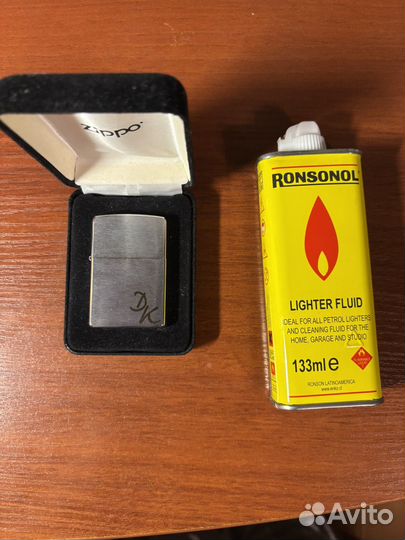 zippo
DK
RONSONOL
LIGHTER FLUID
IDEAL FOR ALL PETROL LIGHTERS
AND CLEANING FLUID FOR THE
HOME, GARAGE AND STUDIO
133ml e
RONSON LATINOAMERICA
Avito